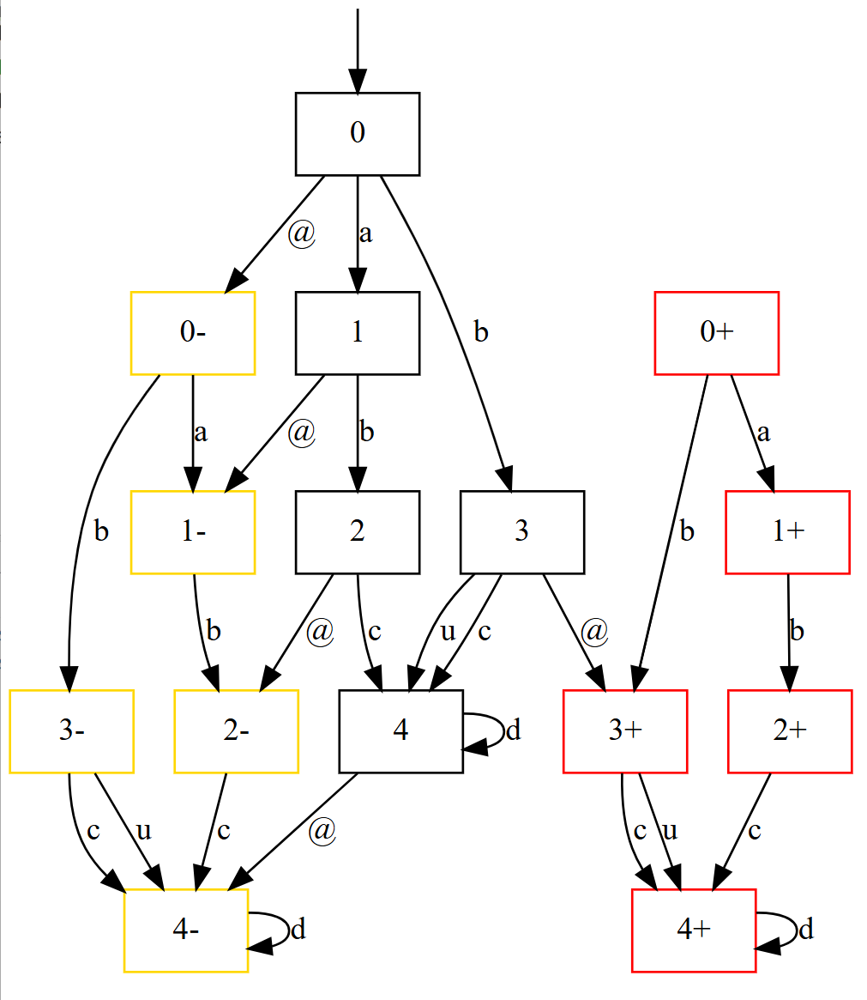 0
@ a
0- 1 b 0+
a @ b a
b 1- 2 3 b 1+
b @ c u c @ b
3- 2- 4 d 3+ 2+
c u c @ c u c
4- d 4+ d